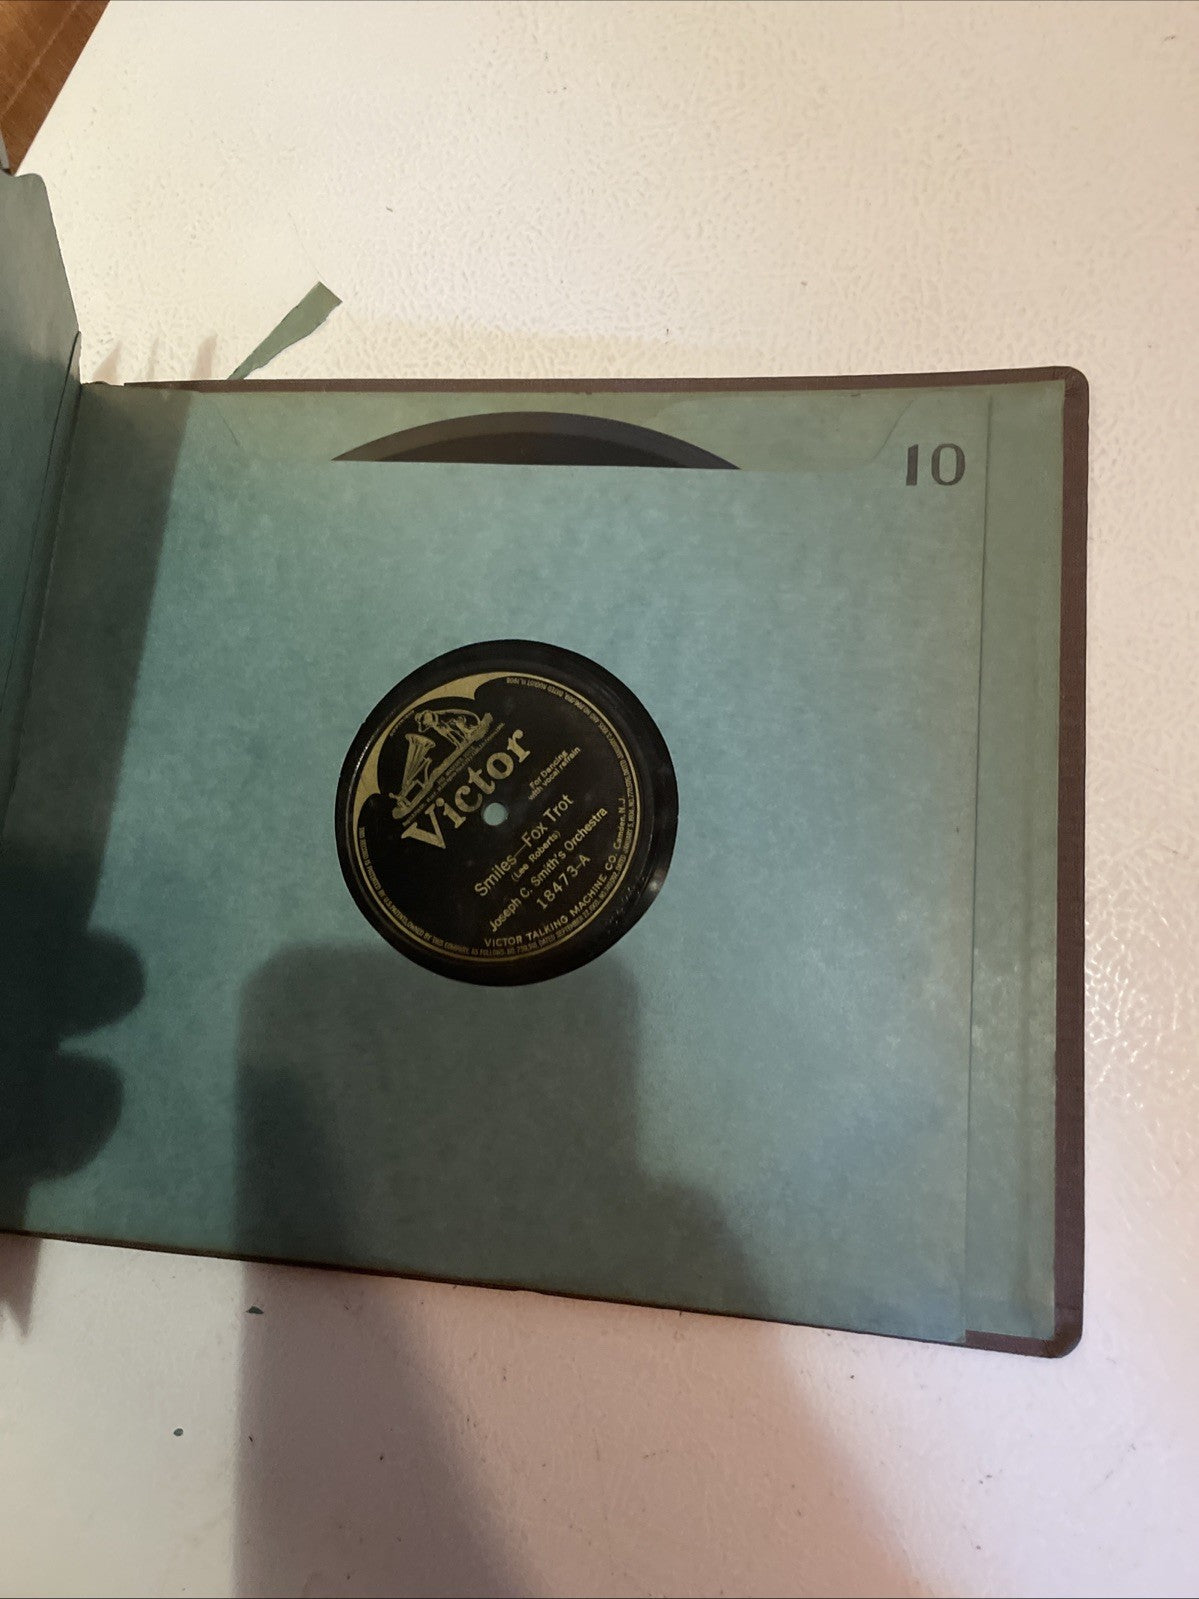 10
Victor
For Dancing
with vocal refrain
Smiles—Fox Trot
(Lee Roberts)
Joseph C. Smith's Orchestra
18473-A
VICTOR TALKING MACHINE CO. Camden, N.J.